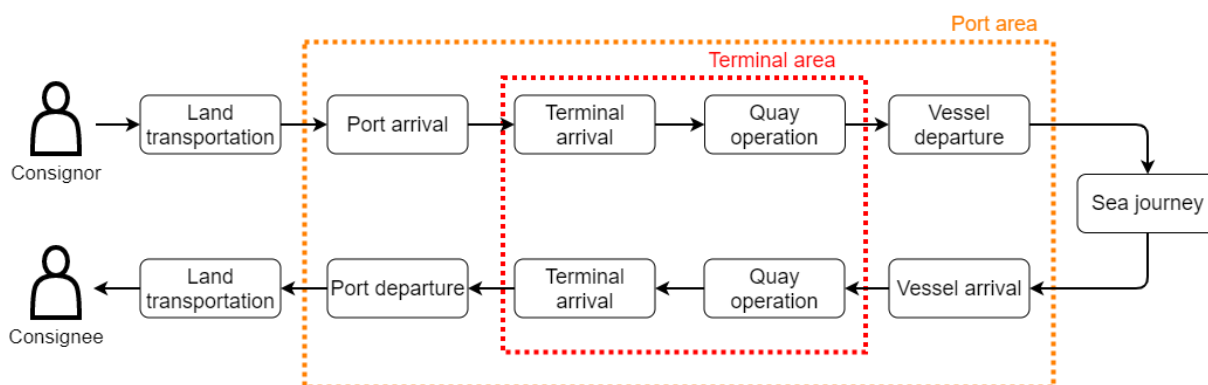 Port area
Terminal area
Land
transportation
Port arrival
Terminal
arrival
Quay
operation
Vessel
departure
Consignor
Sea journey
Land
transportation
Port departure
Terminal
arrival
Quay
operation
Vessel arrival
Consignee